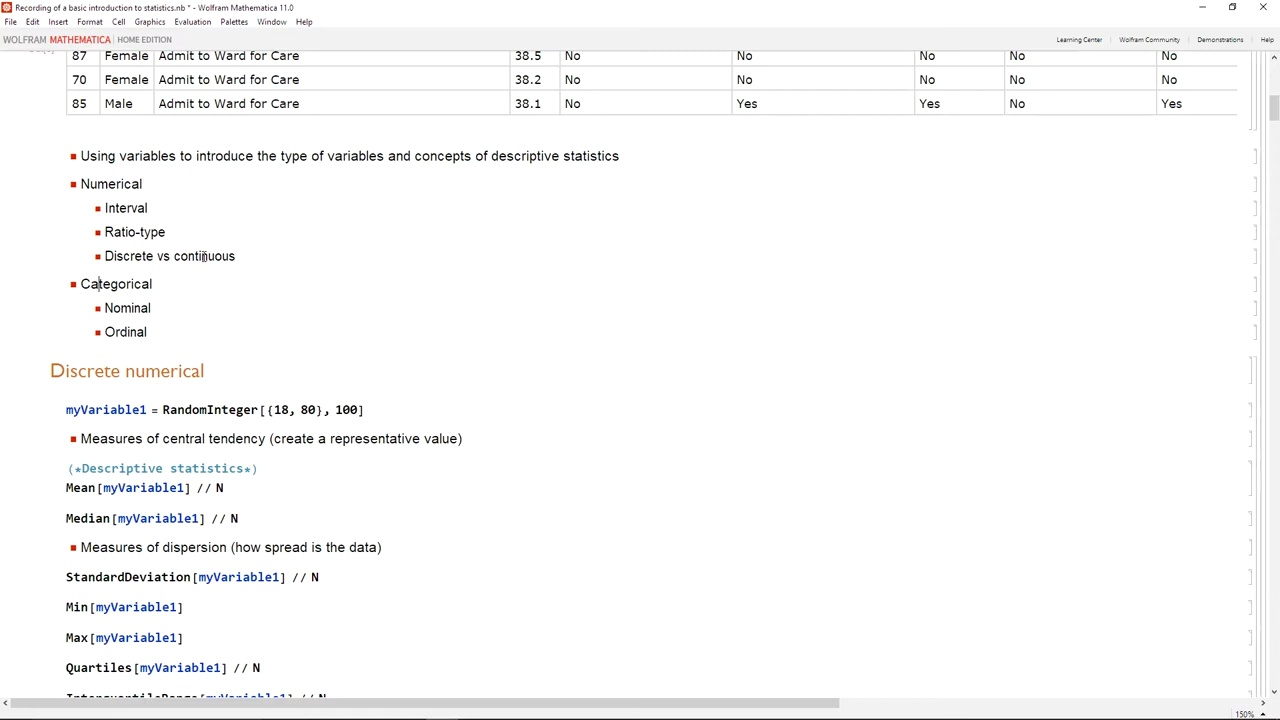 Recording of a basic introduction to statistics.nb * - Wolfram Mathematica 11.0
File Edit Insert Format Cell Graphics Evaluation Palettes Window Help
WOLFRAM MATHEMATICA | HOME EDITION Learning Center Wolfram Community Demonstrations Help
87 Female Admit to Ward for Care 38.5 No No No No No
70 Female Admit to Ward for Care 38.2 No No No No No
85 Male Admit to Ward for Care 38.1 No Yes Yes No Yes
Using variables to introduce the type of variables and concepts of descriptive statistics
Numerical
Interval
Ratio-type
Discrete vs continuous
Categorical
Nominal
Ordinal
Discrete numerical
myVariable1 = RandomInteger[{18, 80}, 100]
Measures of central tendency (create a representative value)
(*Descriptive statistics*)
Mean[myVariable1] // N
Median[myVariable1] // N
Measures of dispersion (how spread is the data)
StandardDeviation[myVariable1] // N
Min[myVariable1]
Max[myVariable1]
Quartiles[myVariable1] // N
InterquartileRange[myVariable1] // N
150%